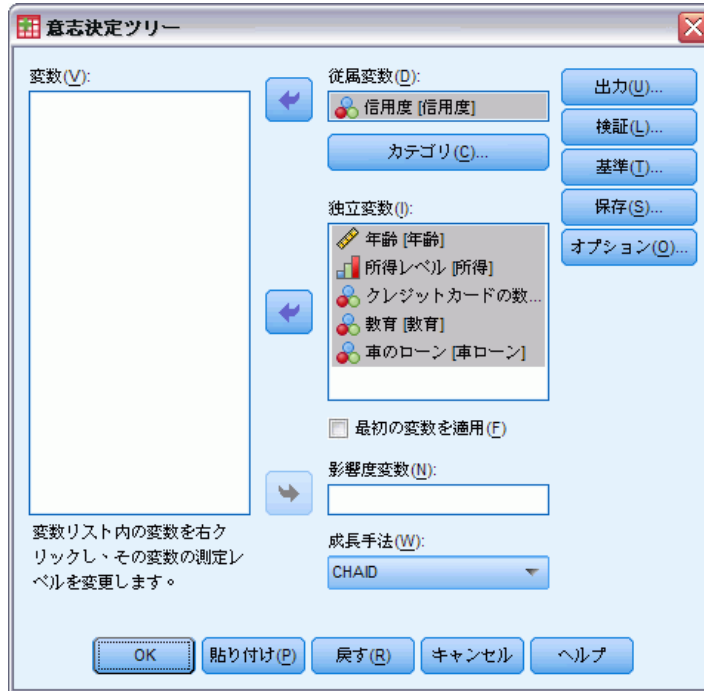 意志決定ツリー
変数(V):
従属変数(D):
信用度 [信用度]
カテゴリ(C)...
独立変数(I):
年齢 [年齢]
所得レベル [所得]
クレジットカードの数...
教育 [教育]
車のローン [車ローン]
最初の変数を適用(F)
影響度変数(N):
成長手法(W):
CHAID
変数リスト内の変数を右ク
リックし、その変数の測定レ
ベルを変更します。
出力(U)...
検証(L)...
基準(T)...
保存(S)...
オプション(O)...
OK
貼り付け(P)
戻す(R)
キャンセル
ヘルプ